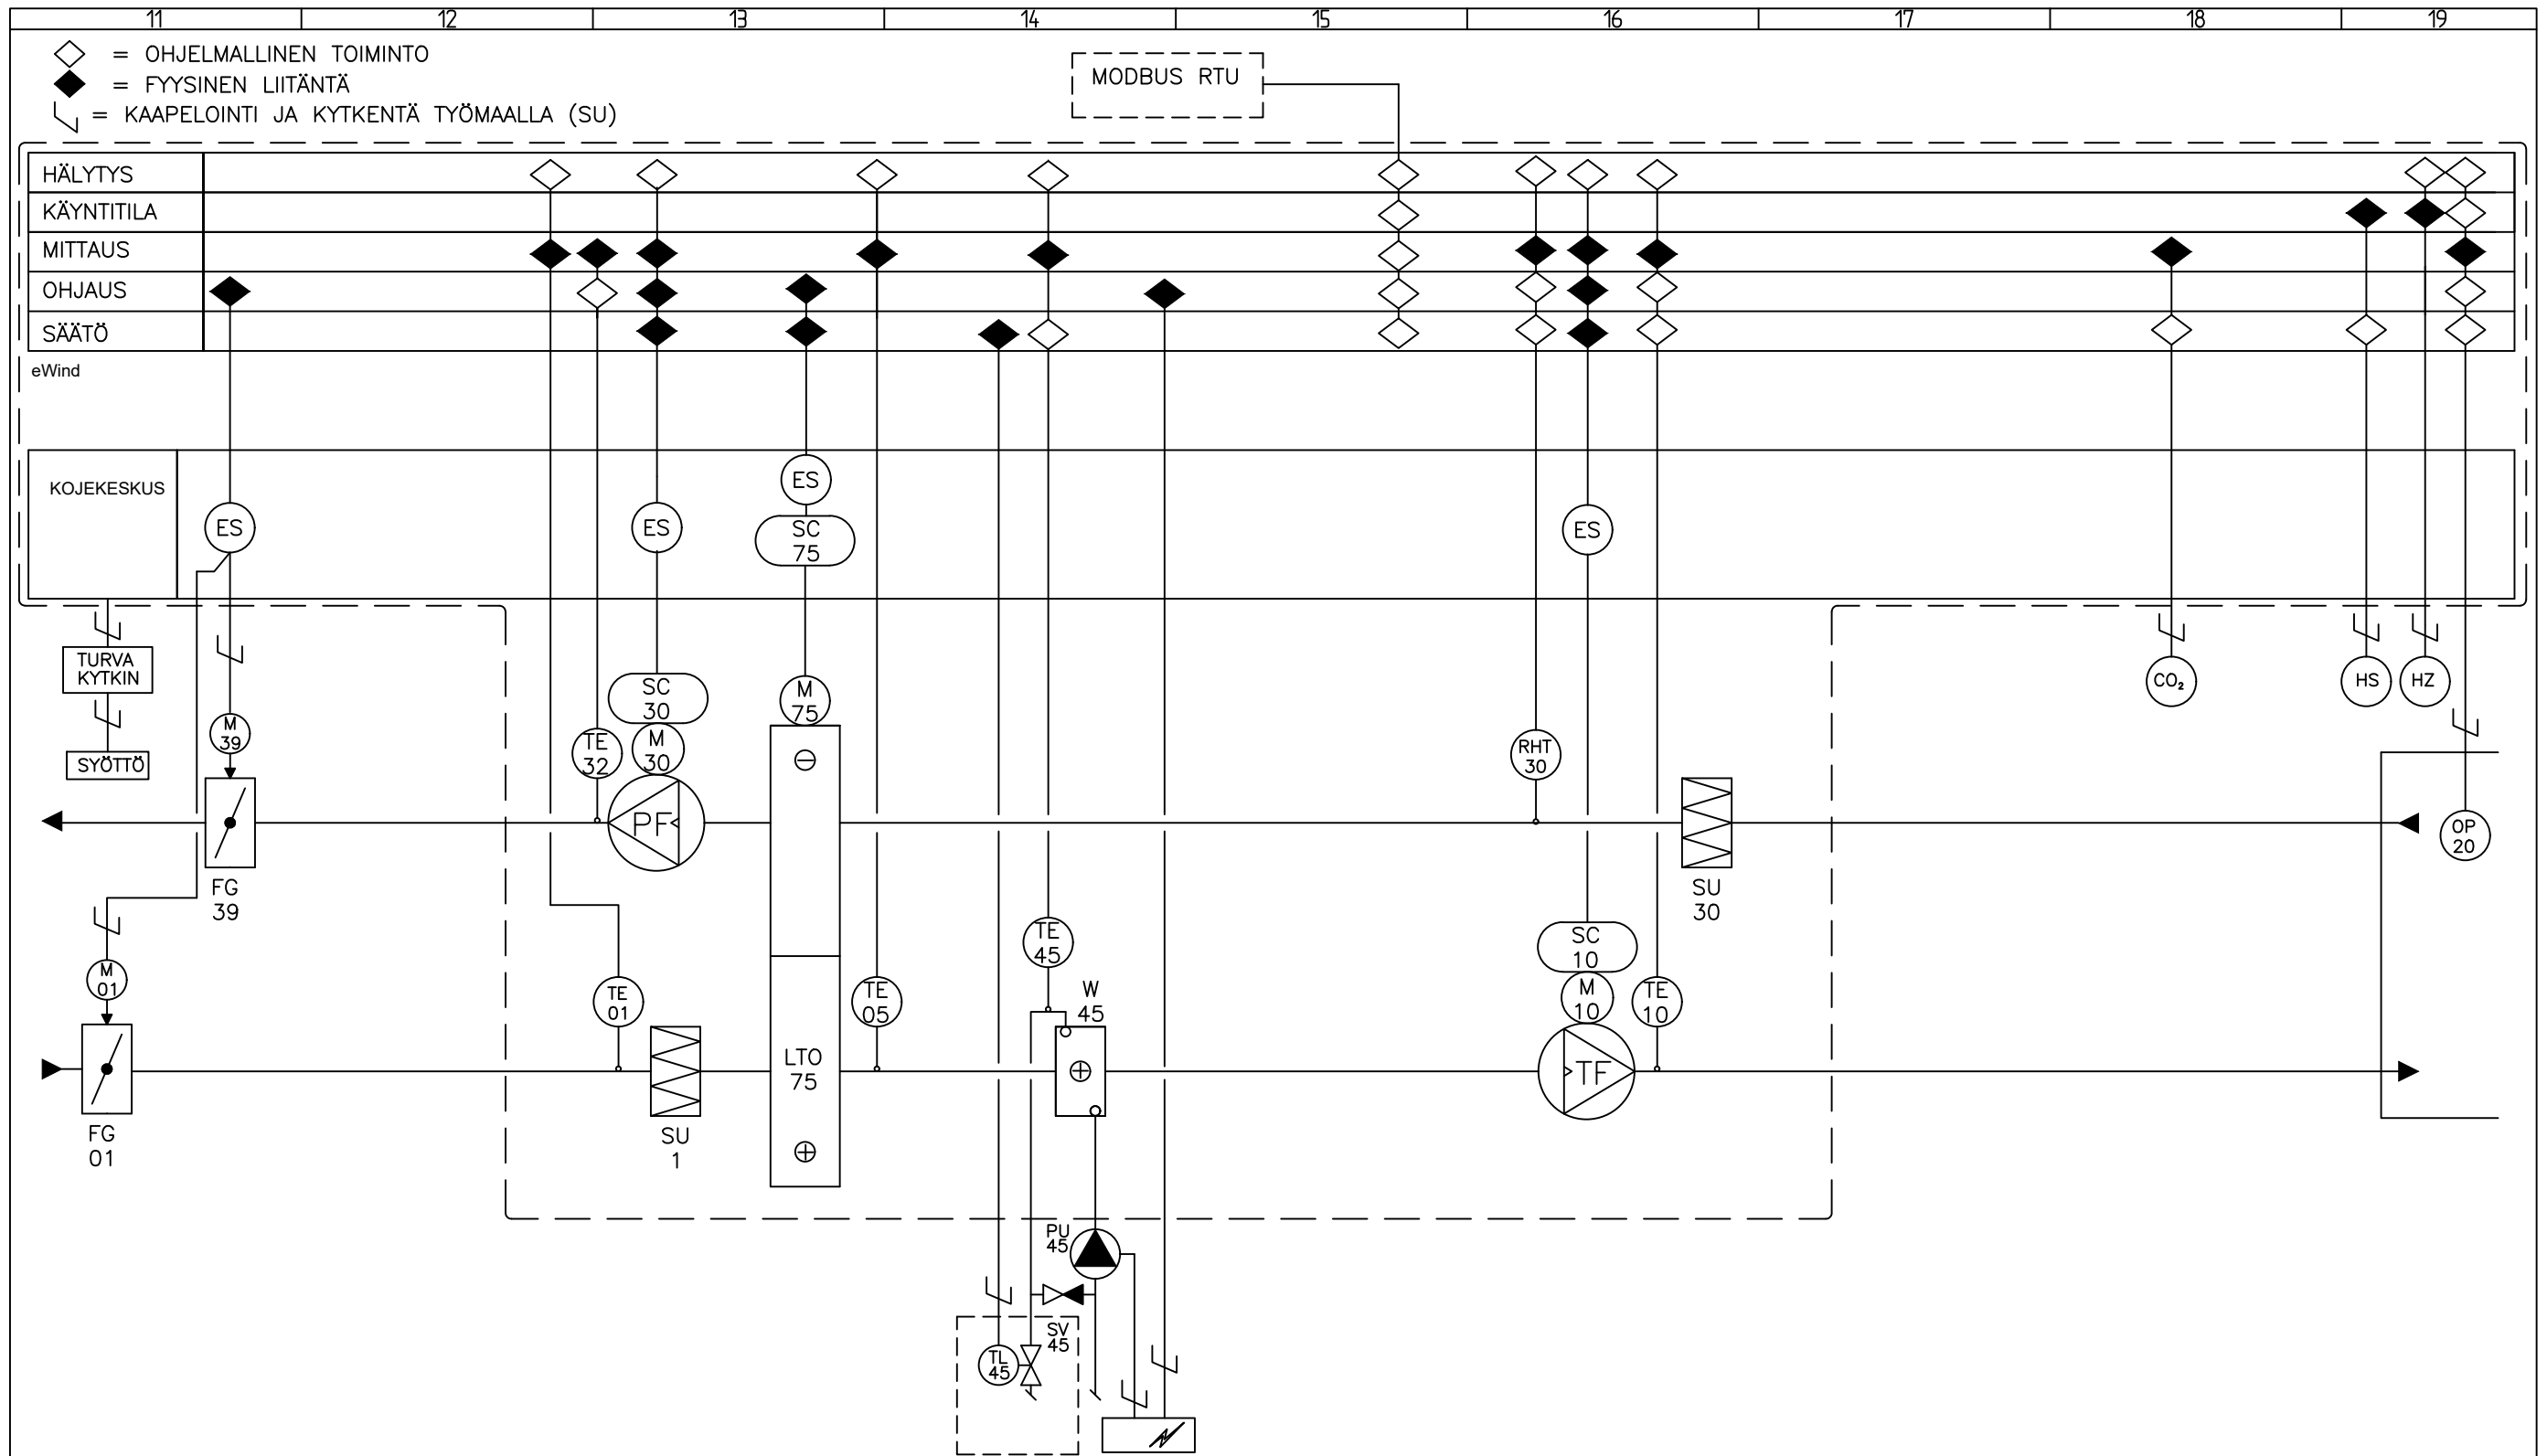 11 12 13 14 15 16 17 18 19
= OHJELMALLINEN TOIMINTO
= FYYSINEN LIITÄNTÄ
= KAAPELOINTI JA KYTKENTÄ TYÖMAALLA (SU)
MODBUS RTU
HÄLYTYS
KÄYNTITILA
MITTAUS
OHJAUS
SÄÄTÖ
eWind
KOJEKESKUS
ES
ES
ES
SC
75
ES
TURVA
KYTKIN
SYÖTTÖ
M
39
TE
32
SC
30
M
30
M
75
RHT
30
CO₂
HS
HZ
PF
OP
20
FG
39
SU
30
M
01
TE
01
TE
05
TE
45
W
45
SC
10
M
10
TE
10
LTO
75
TF
FG
01
SU
1
PU
45
SV
45
TL
45